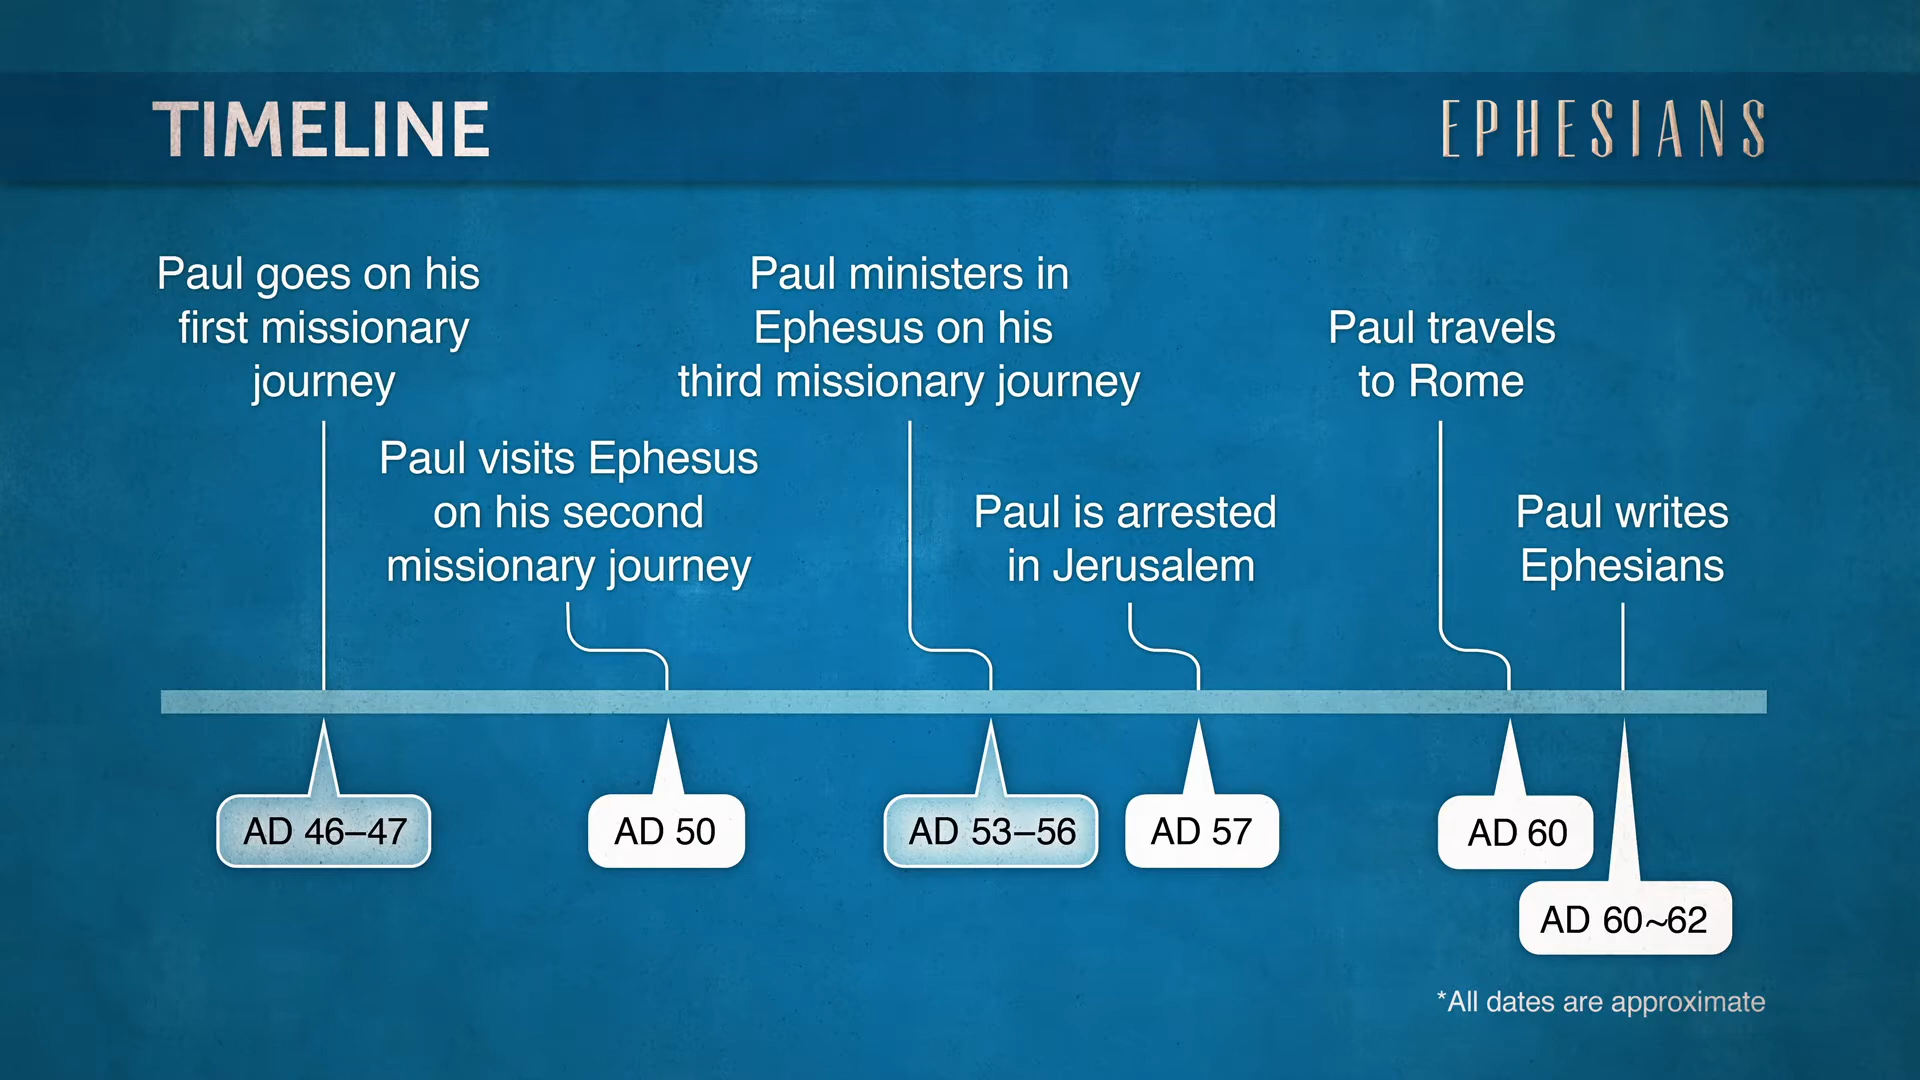 TIMELINE
EPHESIANS
Paul goes on his
first missionary
journey
Paul visits Ephesus
on his second
missionary journey
Paul ministers in
Ephesus on his
third missionary journey
Paul is arrested
in Jerusalem
Paul travels
to Rome
Paul writes
Ephesians
AD 46–47
AD 50
AD 53–56
AD 57
AD 60
AD 60~62
*All dates are approximate